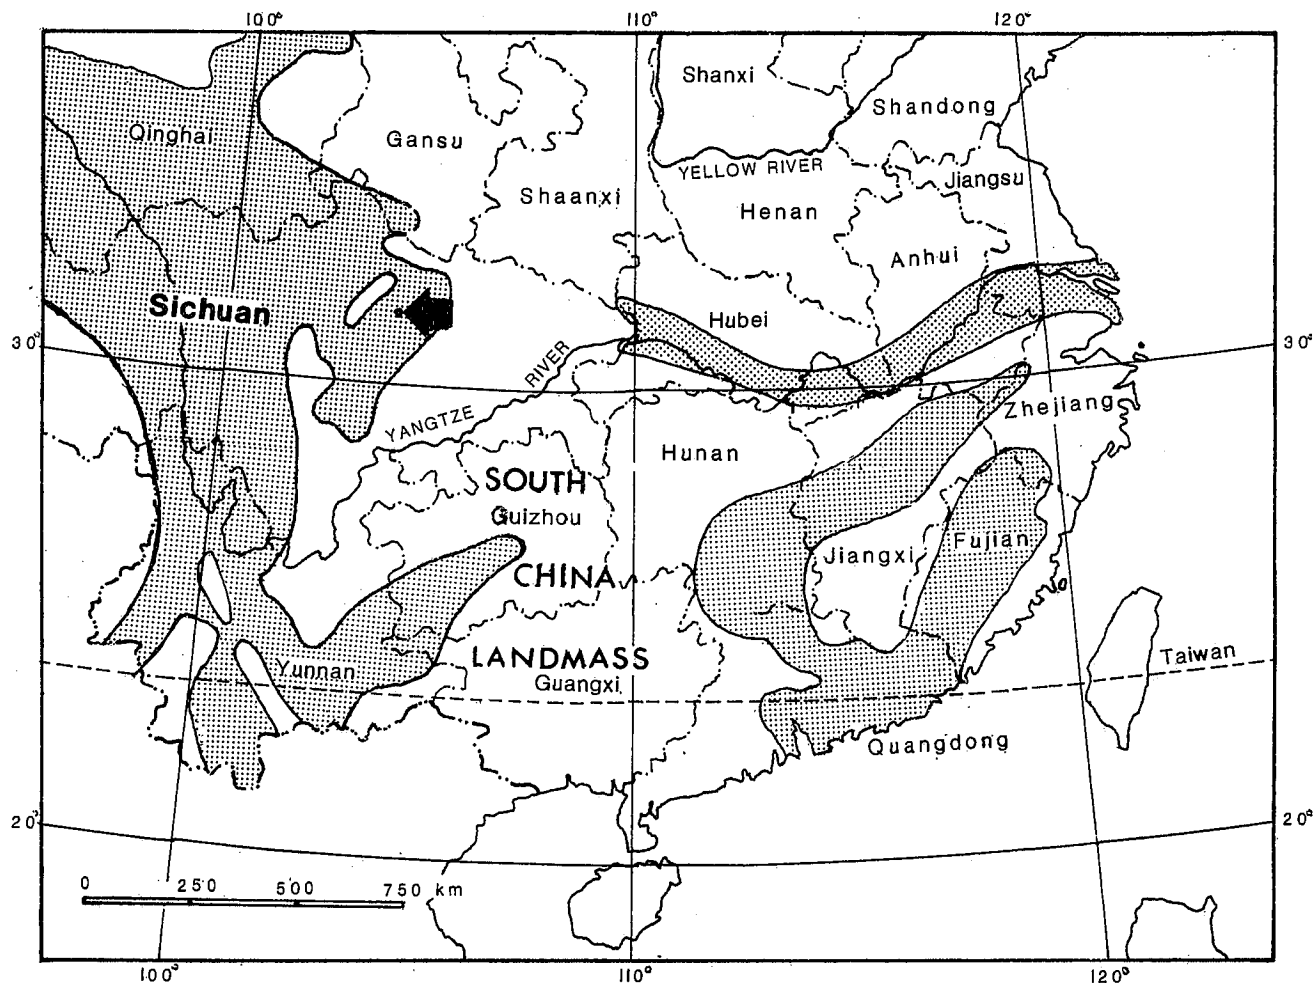 100°
110°
120°
Shanxi
Shandong
Qinghai
Gansu
YELLOW RIVER
Jiangsu
Shaanxi
Henan
Anhui
Sichuan
Hubei
30°
30°
YANGTZE RIVER
Zhejiang
Hunan
SOUTH
Guizhou
Jiangxi
Fujian
CHINA
LANDMASS
Yunnan
Guangxi
Taiwan
Quangdong
20°
20°
0 250 500 750 km
100°
110°
120°